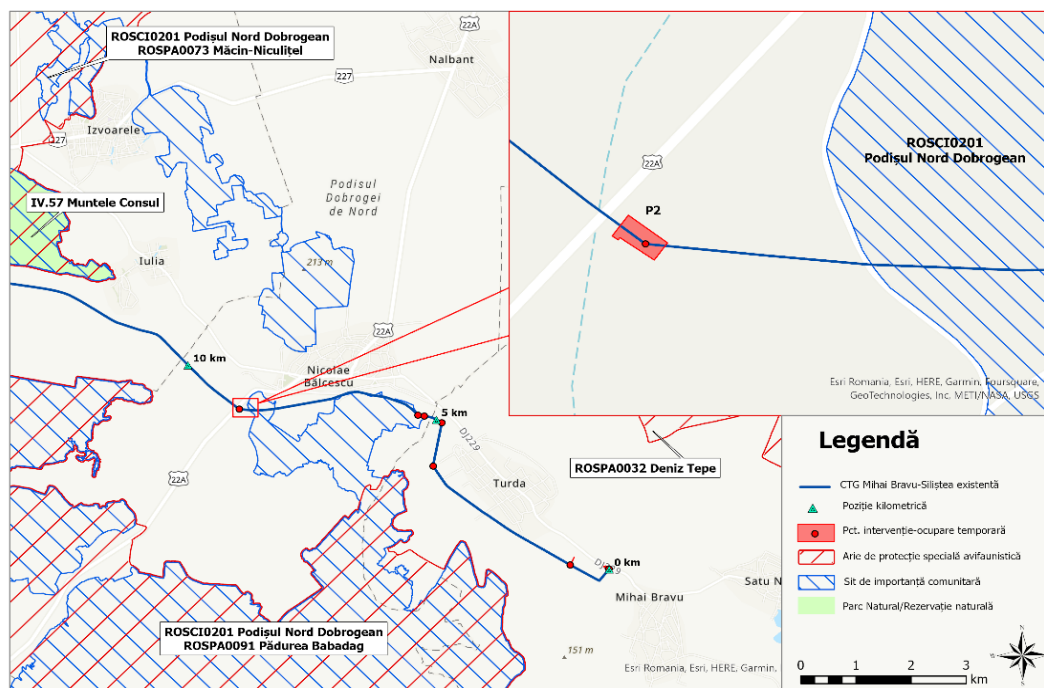 ROSCI0201 Podișul Nord Dobrogean
ROSPA0073 Măcin-Niculițel
22A
Nalbant
227
Izvoarele
227
IV.57 Muntele Consul
Podisul
Dobrogei
de Nord
Iulia
213 m
22A
10 km
Nicolae
Bălcescu
5 km
DJ229
22A
Turda
ROSPA0032 Deniz Tepe
0 km
Mihai Bravu
Satu N
ROSCI0201 Podișul Nord Dobrogean
ROSPA0091 Pădurea Babadag
151 m
Esri Romania, Esri, HERE, Garmin,
22A
P2
ROSCI0201
Podișul Nord Dobrogean
Esri Romania, Esri, HERE, Garmin, Foursquare,
GeoTechnologies, Inc, METI/NASA, USGS
Legendă
CTG Mihai Bravu-Siliștea existentă
Poziție kilometrică
Pct. intervenție-ocupare temporară
Arie de protecție specială avifaunistică
Sit de importanță comunitară
Parc Natural/Rezervație naturală
N
0 1 2 3
km